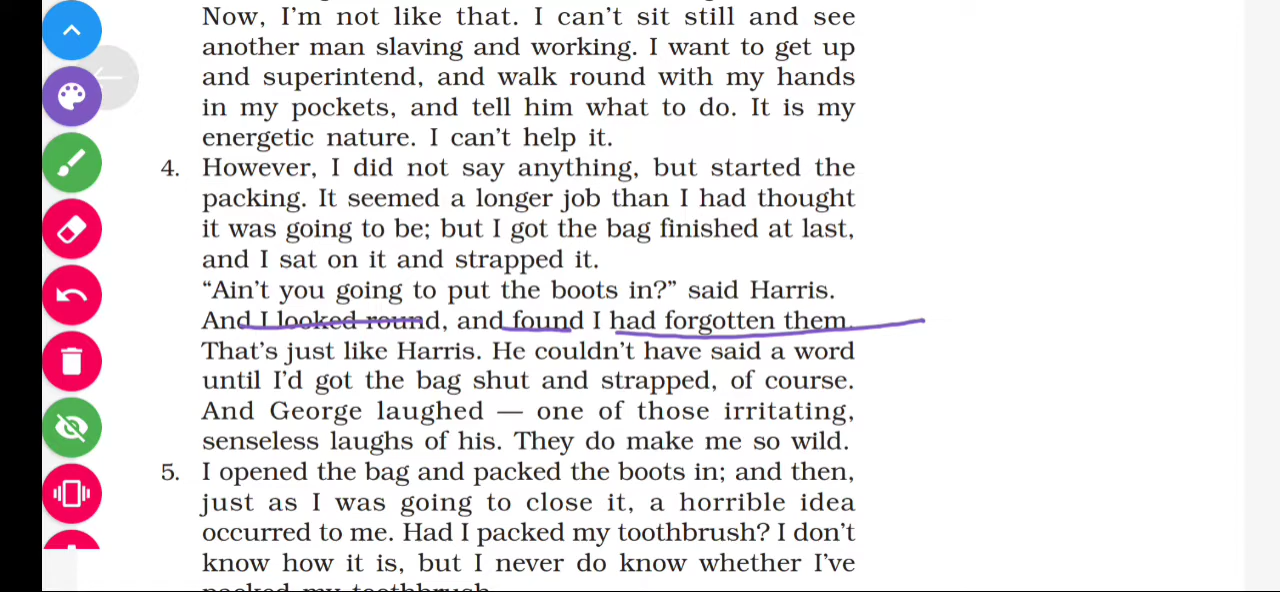 Now, I'm not like that. I can't sit still and see
another man slaving and working. I want to get up
and superintend, and walk round with my hands
in my pockets, and tell him what to do. It is my
energetic nature. I can't help it.
4. However, I did not say anything, but started the
packing. It seemed a longer job than I had thought
it was going to be; but I got the bag finished at last,
and I sat on it and strapped it.
“Ain't you going to put the boots in?” said Harris.
And I looked round, and found I had forgotten them.
That's just like Harris. He couldn't have said a word
until I'd got the bag shut and strapped, of course.
And George laughed — one of those irritating,
senseless laughs of his. They do make me so wild.
5. I opened the bag and packed the boots in; and then,
just as I was going to close it, a horrible idea
occurred to me. Had I packed my toothbrush? I don't
know how it is, but I never do know whether I've
packed my toothbrush.